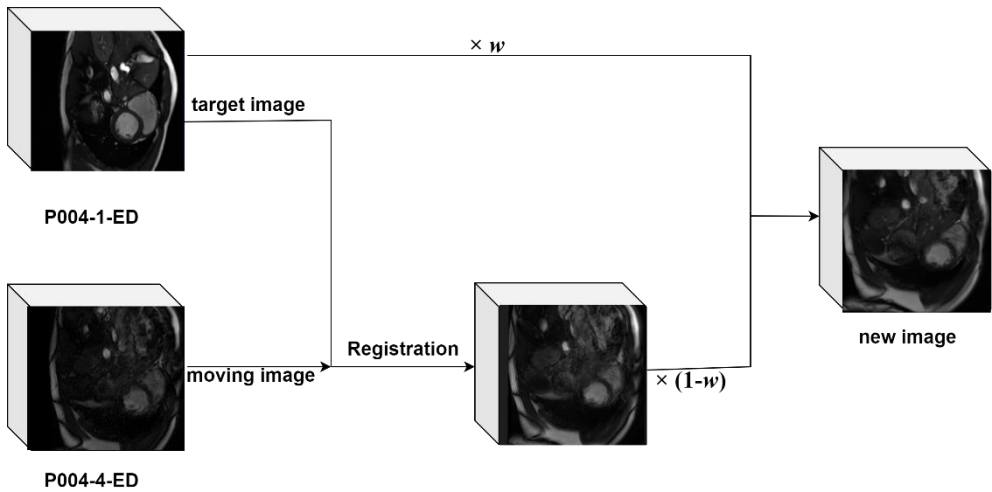 × w
target image
P004-1-ED
Registration
moving image
× (1-w)
new image
P004-4-ED